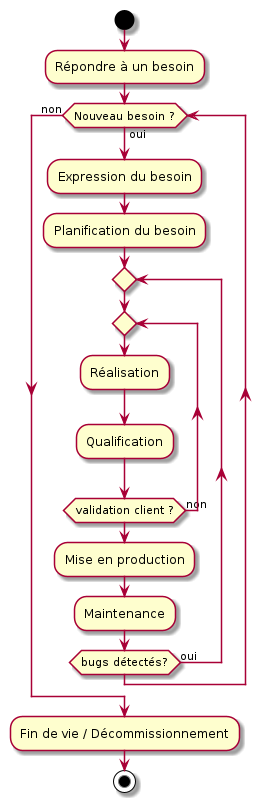 Répondre à un besoin
non
Nouveau besoin ?
oui
Expression du besoin
Planification du besoin
Réalisation
Qualification
validation client ?
non
Mise en production
Maintenance
bugs détectés?
oui
Fin de vie / Décommissionnement